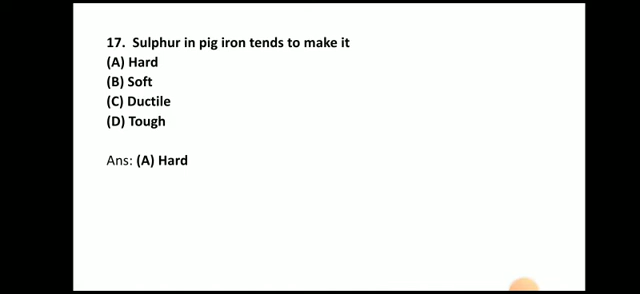 17. Sulphur in pig iron tends to make it
(A) Hard
(B) Soft
(C) Ductile
(D) Tough
Ans: (A) Hard